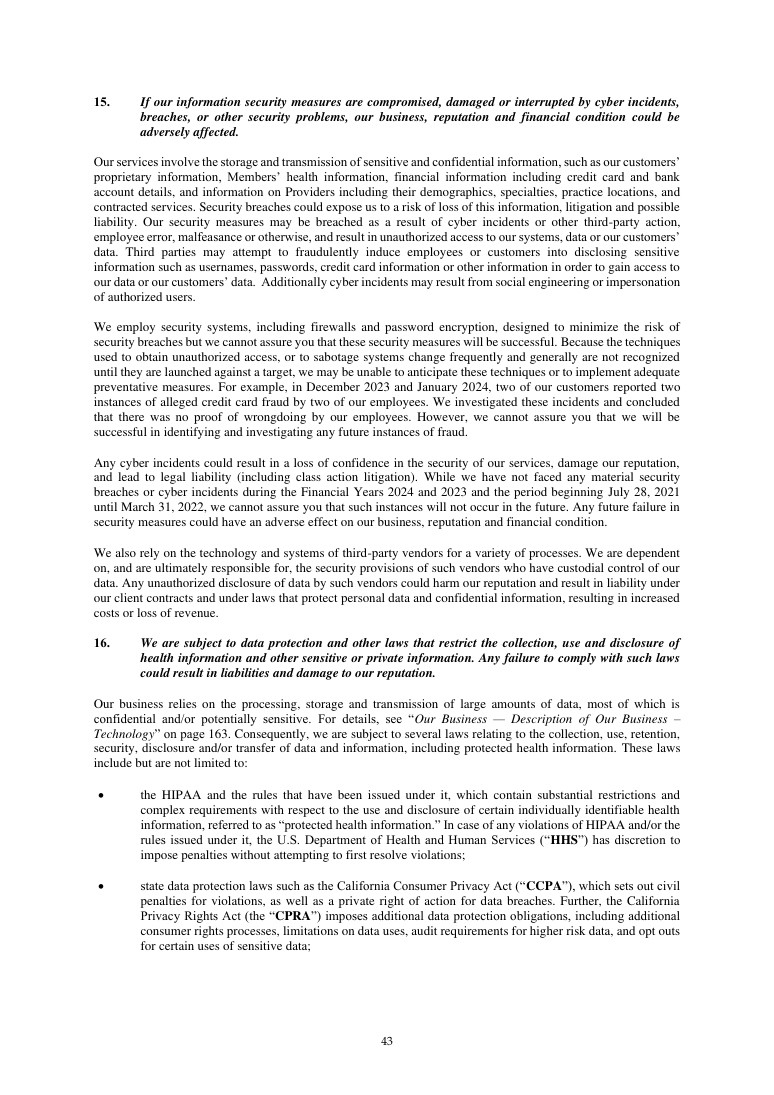 15. If our information security measures are compromised, damaged or interrupted by cyber incidents,
breaches, or other security problems, our business, reputation and financial condition could be
adversely affected.
Our services involve the storage and transmission of sensitive and confidential information, such as our customers’
proprietary information, Members’ health information, financial information including credit card and bank
account details, and information on Providers including their demographics, specialties, practice locations, and
contracted services. Security breaches could expose us to a risk of loss of this information, litigation and possible
liability. Our security measures may be breached as a result of cyber incidents or other third-party action,
employee error, malfeasance or otherwise, and result in unauthorized access to our systems, data or our customers’
data. Third parties may attempt to fraudulently induce employees or customers into disclosing sensitive
information such as usernames, passwords, credit card information or other information in order to gain access to
our data or our customers’ data. Additionally cyber incidents may result from social engineering or impersonation
of authorized users.
We employ security systems, including firewalls and password encryption, designed to minimize the risk of
security breaches but we cannot assure you that these security measures will be successful. Because the techniques
used to obtain unauthorized access, or to sabotage systems change frequently and generally are not recognized
until they are launched against a target, we may be unable to anticipate these techniques or to implement adequate
preventative measures. For example, in December 2023 and January 2024, two of our customers reported two
instances of alleged credit card fraud by two of our employees. We investigated these incidents and concluded
that there was no proof of wrongdoing by our employees. However, we cannot assure you that we will be
successful in identifying and investigating any future instances of fraud.
Any cyber incidents could result in a loss of confidence in the security of our services, damage our reputation,
and lead to legal liability (including class action litigation). While we have not faced any material security
breaches or cyber incidents during the Financial Years 2024 and 2023 and the period beginning July 28, 2021
until March 31, 2022, we cannot assure you that such instances will not occur in the future. Any future failure in
security measures could have an adverse effect on our business, reputation and financial condition.
We also rely on the technology and systems of third-party vendors for a variety of processes. We are dependent
on, and are ultimately responsible for, the security provisions of such vendors who have custodial control of our
data. Any unauthorized disclosure of data by such vendors could harm our reputation and result in liability under
our client contracts and under laws that protect personal data and confidential information, resulting in increased
costs or loss of revenue.
16. We are subject to data protection and other laws that restrict the collection, use and disclosure of
health information and other sensitive or private information. Any failure to comply with such laws
could result in liabilities and damage to our reputation.
Our business relies on the processing, storage and transmission of large amounts of data, most of which is
confidential and/or potentially sensitive. For details, see “Our Business — Description of Our Business –
Technology” on page 163. Consequently, we are subject to several laws relating to the collection, use, retention,
security, disclosure and/or transfer of data and information, including protected health information. These laws
include but are not limited to:
• the HIPAA and the rules that have been issued under it, which contain substantial restrictions and
complex requirements with respect to the use and disclosure of certain individually identifiable health
information, referred to as “protected health information.” In case of any violations of HIPAA and/or the
rules issued under it, the U.S. Department of Health and Human Services (“HHS”) has discretion to
impose penalties without attempting to first resolve violations;
• state data protection laws such as the California Consumer Privacy Act (“CCPA”), which sets out civil
penalties for violations, as well as a private right of action for data breaches. Further, the California
Privacy Rights Act (the “CPRA”) imposes additional data protection obligations, including additional
consumer rights processes, limitations on data uses, audit requirements for higher risk data, and opt outs
for certain uses of sensitive data;
43